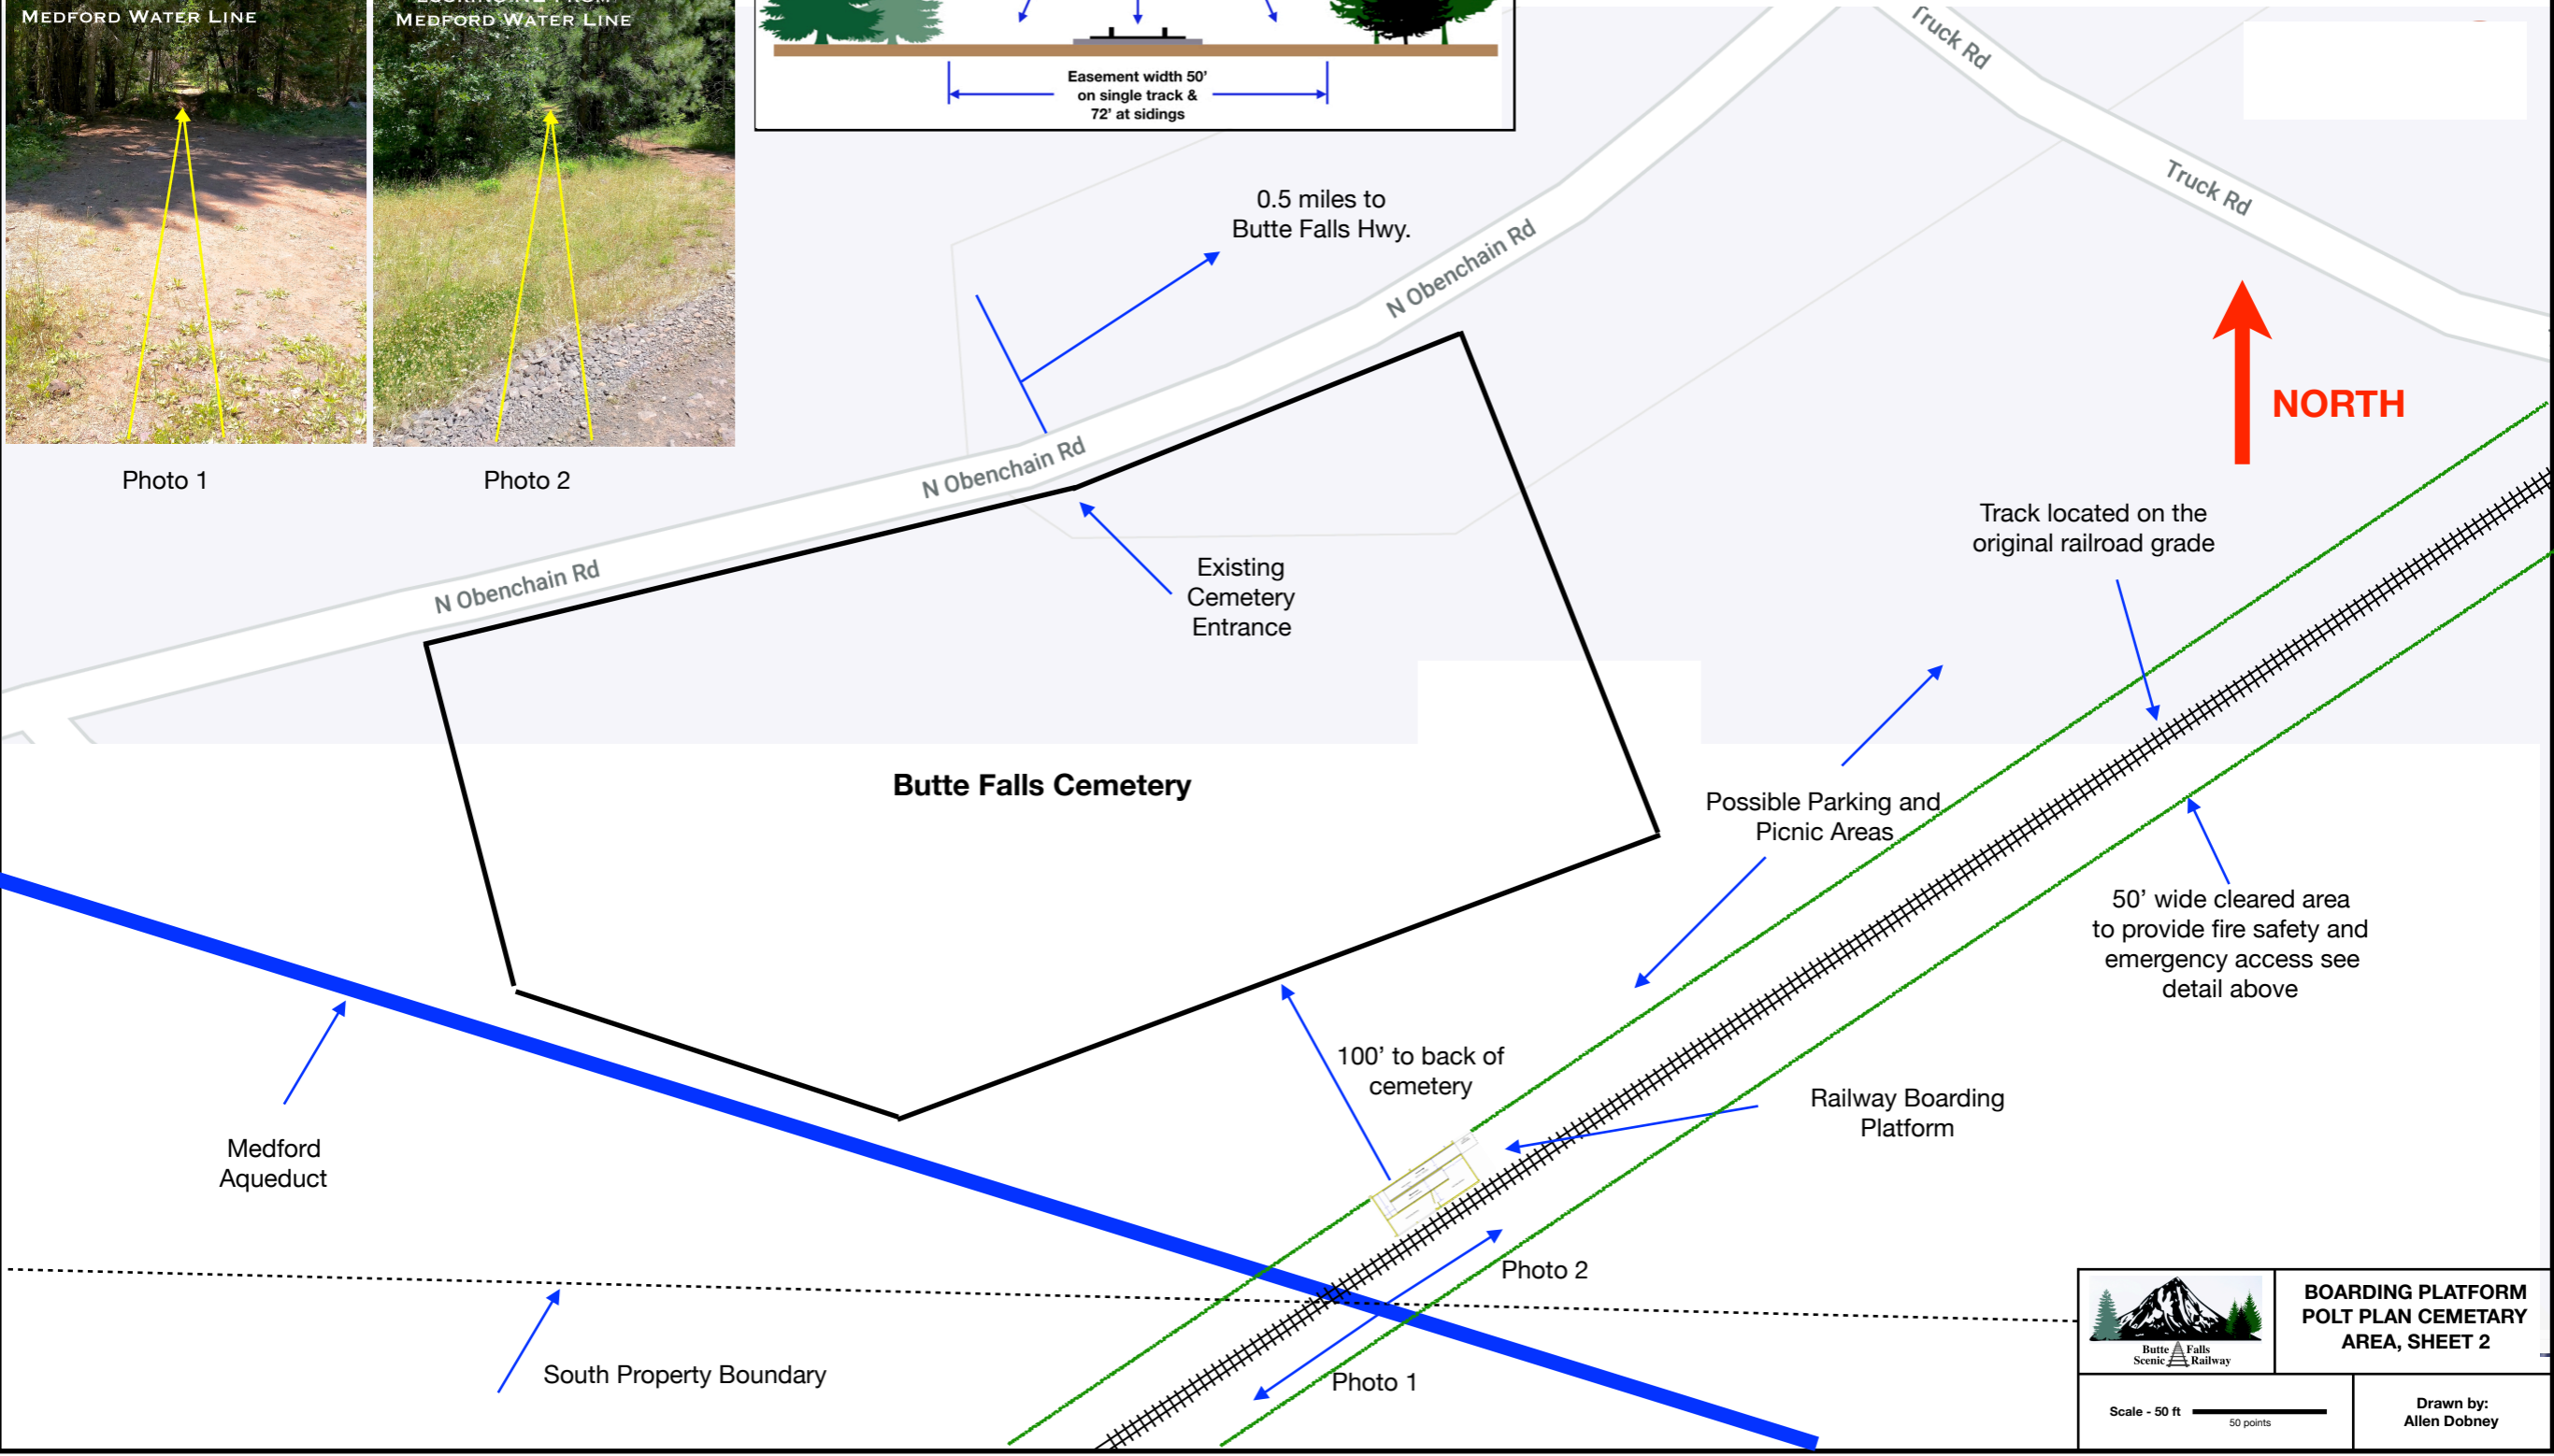 MEDFORD WATER LINE
MEDFORD WATER LINE
Photo 1
Photo 2
Easement width 50'
on single track &
72' at sidings
Truck Rd
Truck Rd
0.5 miles to
Butte Falls Hwy.
N Obenchain Rd
N Obenchain Rd
N Obenchain Rd
NORTH
Existing
Cemetery
Entrance
Track located on the
original railroad grade
Butte Falls Cemetery
Possible Parking and
Picnic Areas
50' wide cleared area
to provide fire safety and
emergency access see
detail above
100' to back of
cemetery
Railway Boarding
Platform
Medford
Aqueduct
Photo 2
Photo 1
South Property Boundary
Butte Falls
Scenic Railway
BOARDING PLATFORM
POLT PLAN CEMETARY
AREA, SHEET 2
Scale - 50 ft
50 points
Drawn by:
Allen Dobney